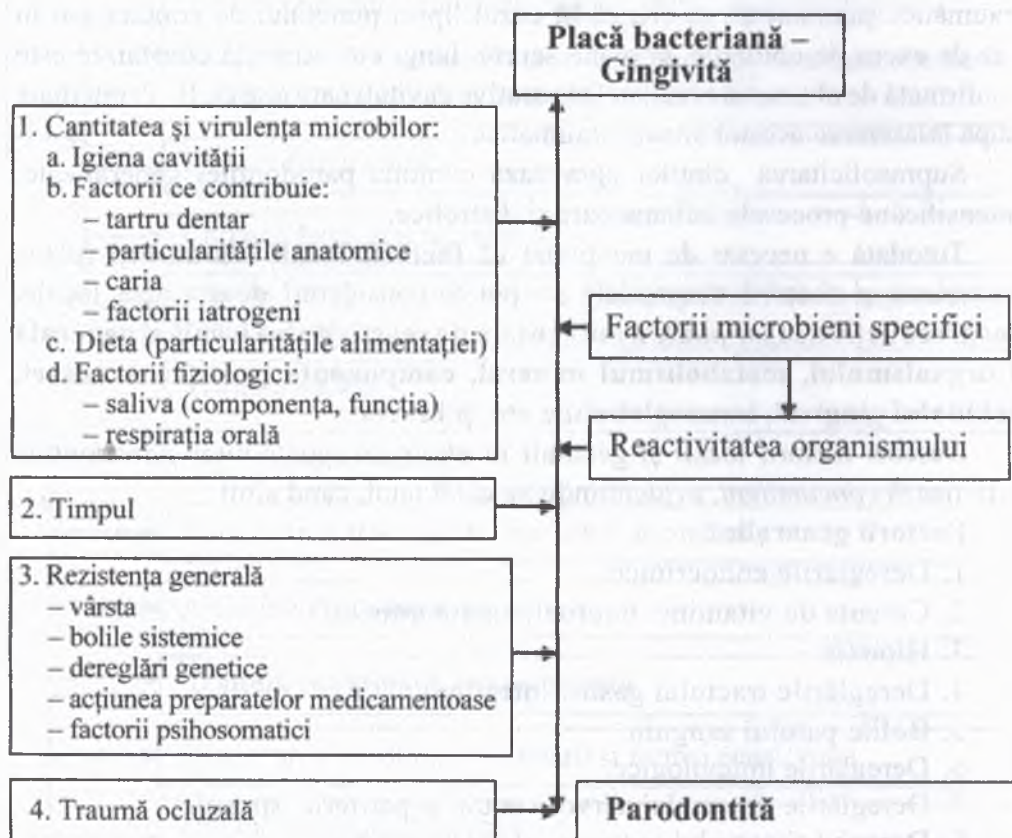 Placă bacteriană –
Gingivită
1. Cantitatea şi virulenţa microbilor:
a. Igiena cavităţii
b. Factorii ce contribuie:
– tartru dentar
– particularităţile anatomice
– caria
– factorii iatrogeni
c. Dieta (particularităţile alimentaţiei)
d. Factorii fiziologici:
– saliva (componenţa, funcţia)
– respiraţia orală
Factorii microbieni specifici
Reactivitatea organismului
2. Timpul
3. Rezistenţa generală
– vârsta
– bolile sistemice
– dereglări genetice
– acţiunea preparatelor medicamentoase
– factorii psihosomatici
4. Traumă ocluzală
Parodontită